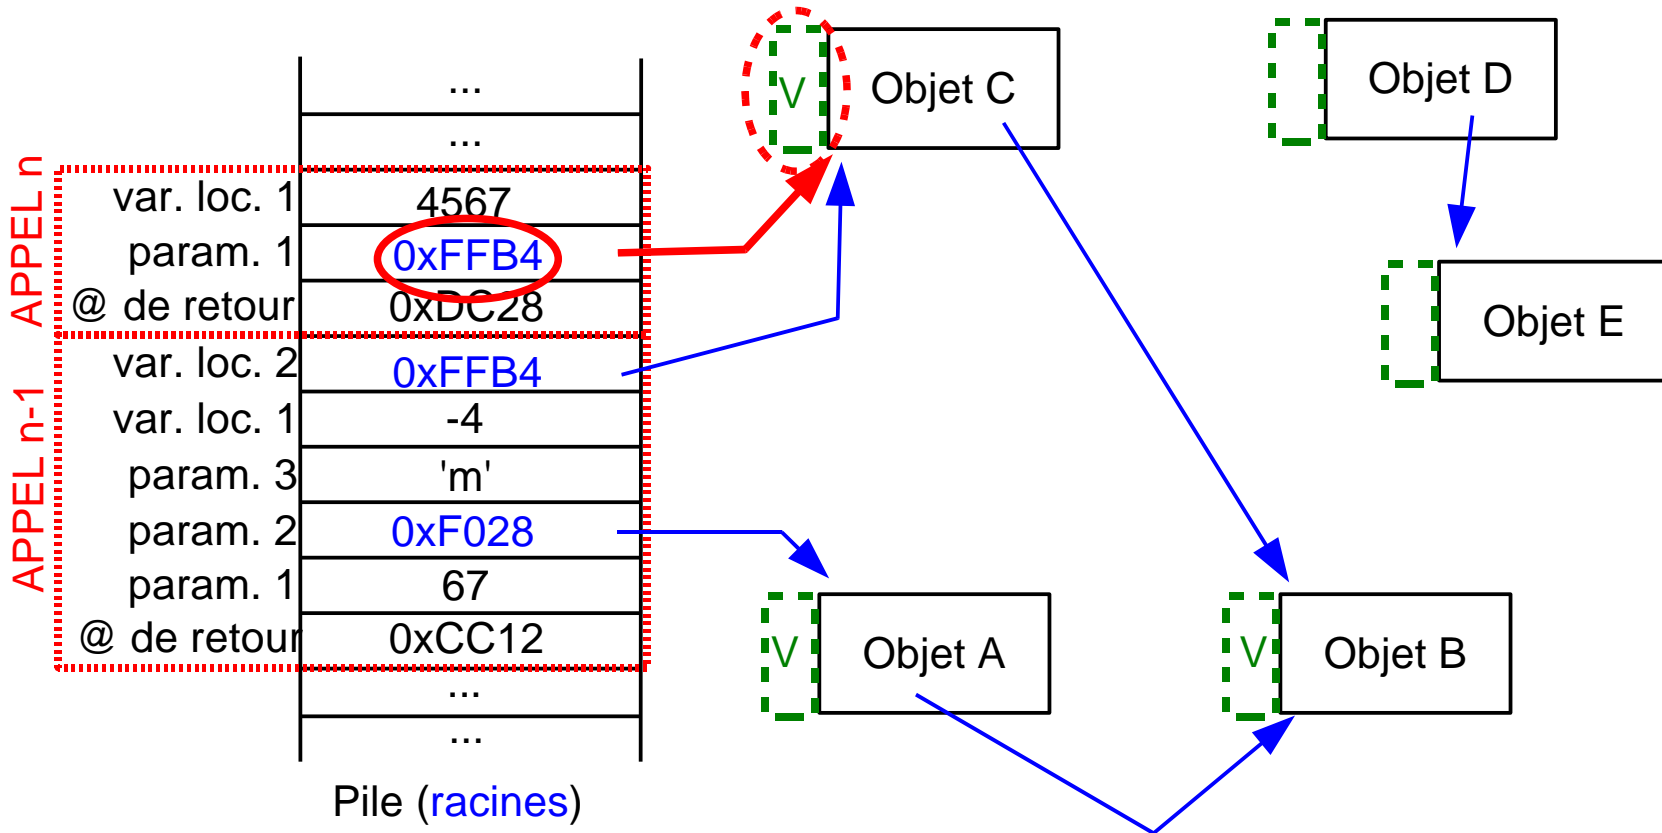 ...
...
APPEL n
var. loc. 1 4567
param. 1 0xFFB4
@ de retour 0xDC28
APPEL n-1
var. loc. 2 0xFFB4
var. loc. 1 -4
param. 3 'm'
param. 2 0xF028
param. 1 67
@ de retour 0xCC12
...
...
Pile (racines)
V Objet C
Objet D
Objet E
V Objet A
V Objet B